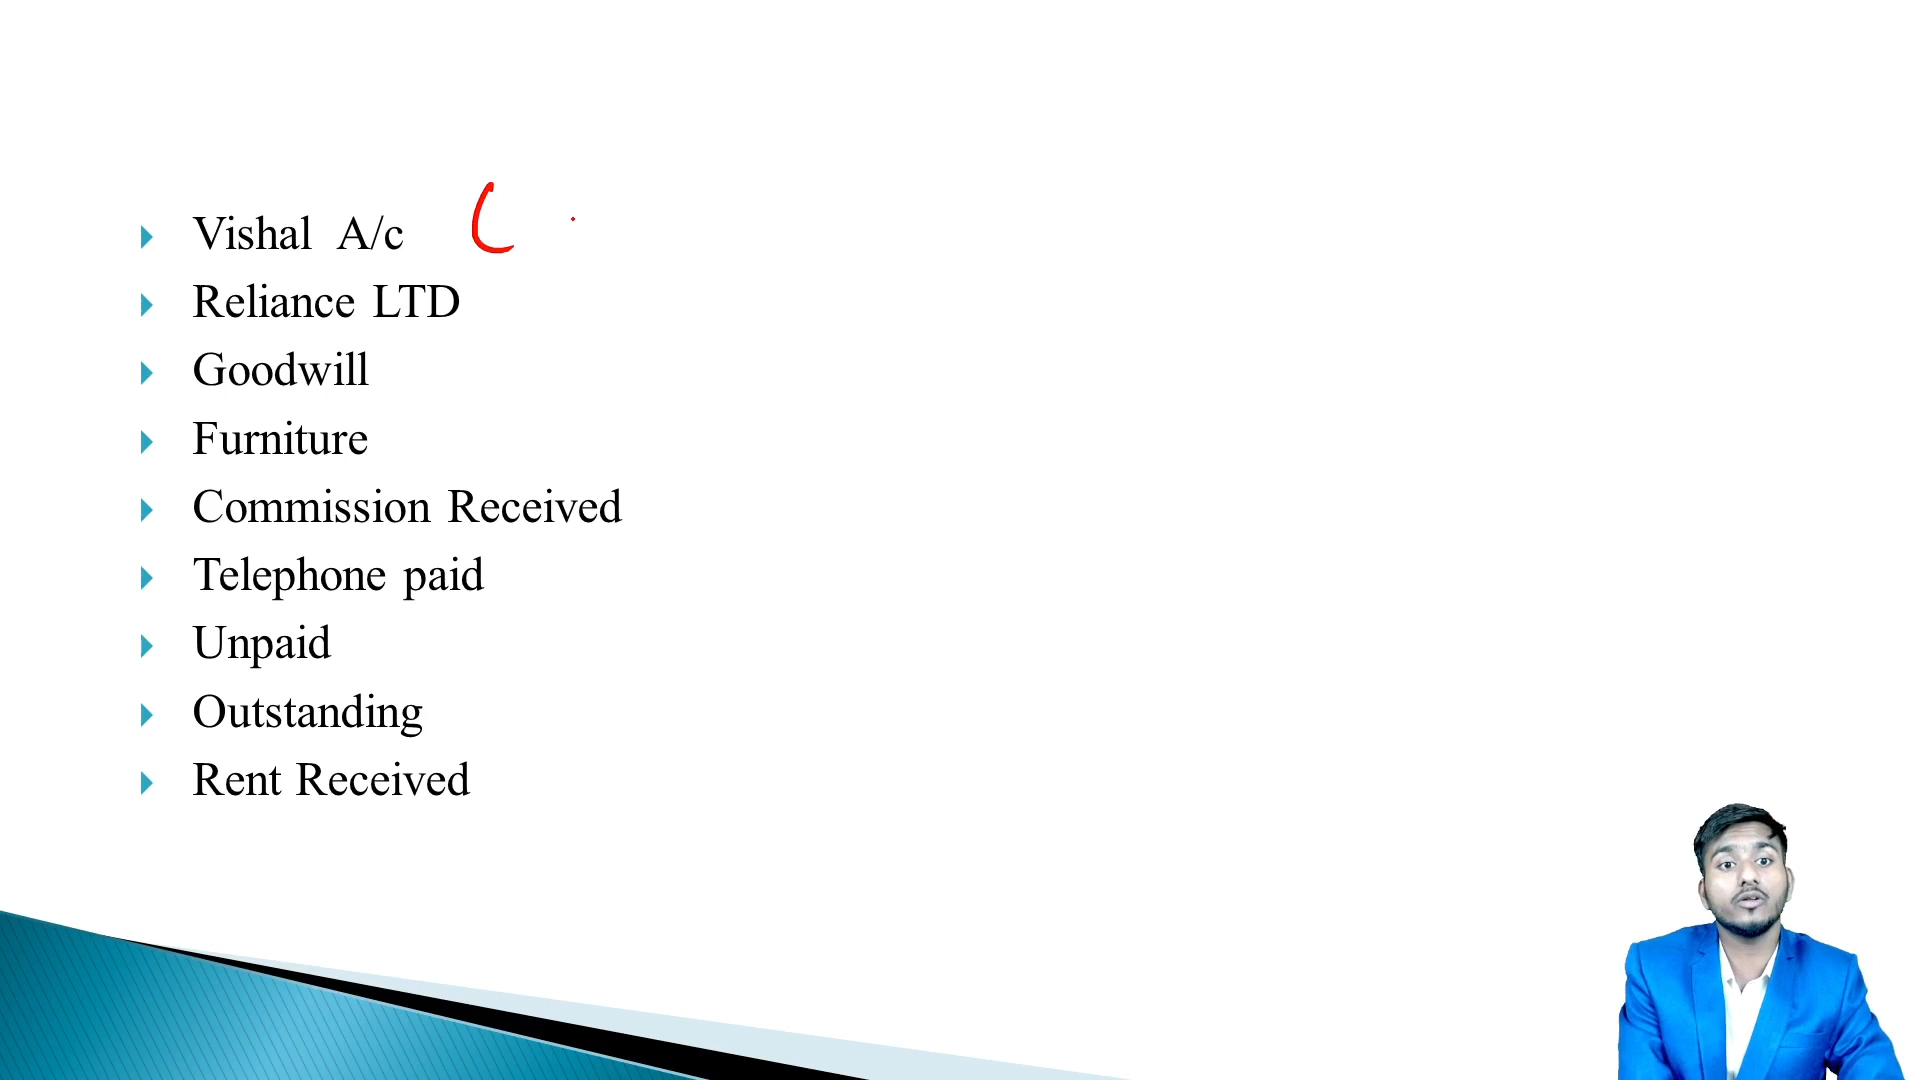 Vishal A/c
Reliance LTD
Goodwill
Furniture
Commission Received
Telephone paid
Unpaid
Outstanding
Rent Received